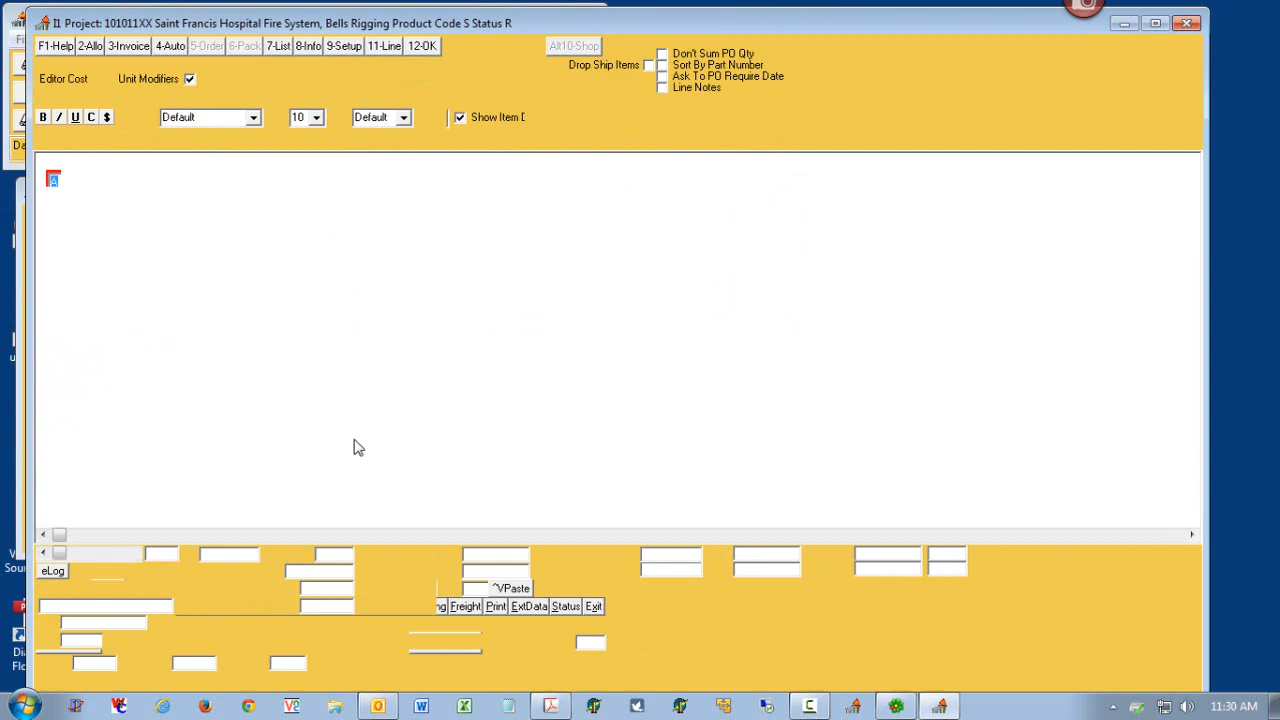 I1 Project: 101011XX Saint Francis Hospital Fire System, Bells Rigging Product Code S Status R
F1-Help 2-Allo 3-Invoice 4-Auto 5-Order 6-Pack 7-List 8-Info 9-Setup 11-Line 12-OK Alt10-Shop
Don't Sum PO Qty
Drop Ship Items Sort By Part Number
Ask To PO Require Date
Line Notes
Editor Cost Unit Modifiers
B / U C $ Default 10 Default Show Item D
Da
A
eLog
^VPaste
ng Freight Print ExtData Status Exit
11:30 AM